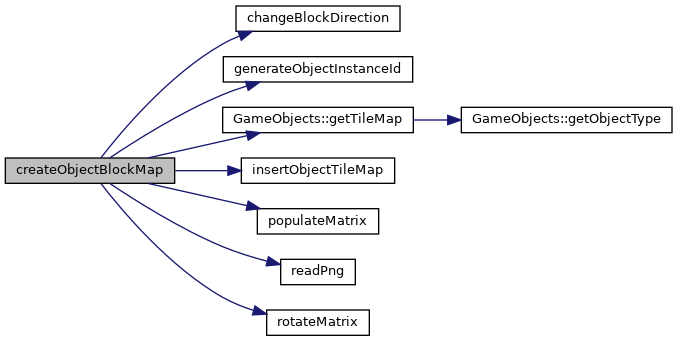 changeBlockDirection
generateObjectInstanceId
GameObjects::getTileMap
GameObjects::getObjectType
createObjectBlockMap
insertObjectTileMap
populateMatrix
readPng
rotateMatrix